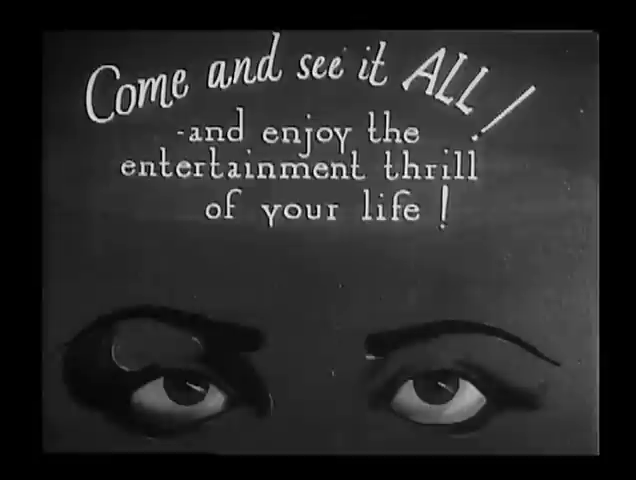 Come and see it ALL!
-and enjoy the
entertainment thrill
of your life!